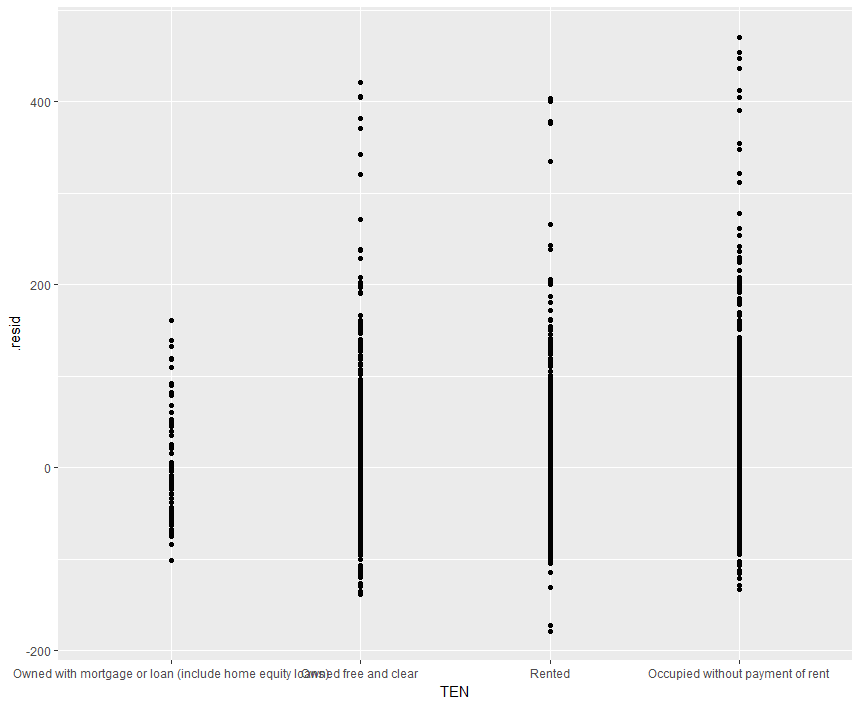 400
200
0
-200
.resid
Owned with mortgage or loan (include home equity loans)
Owned free and clear
Rented
Occupied without payment of rent
TEN